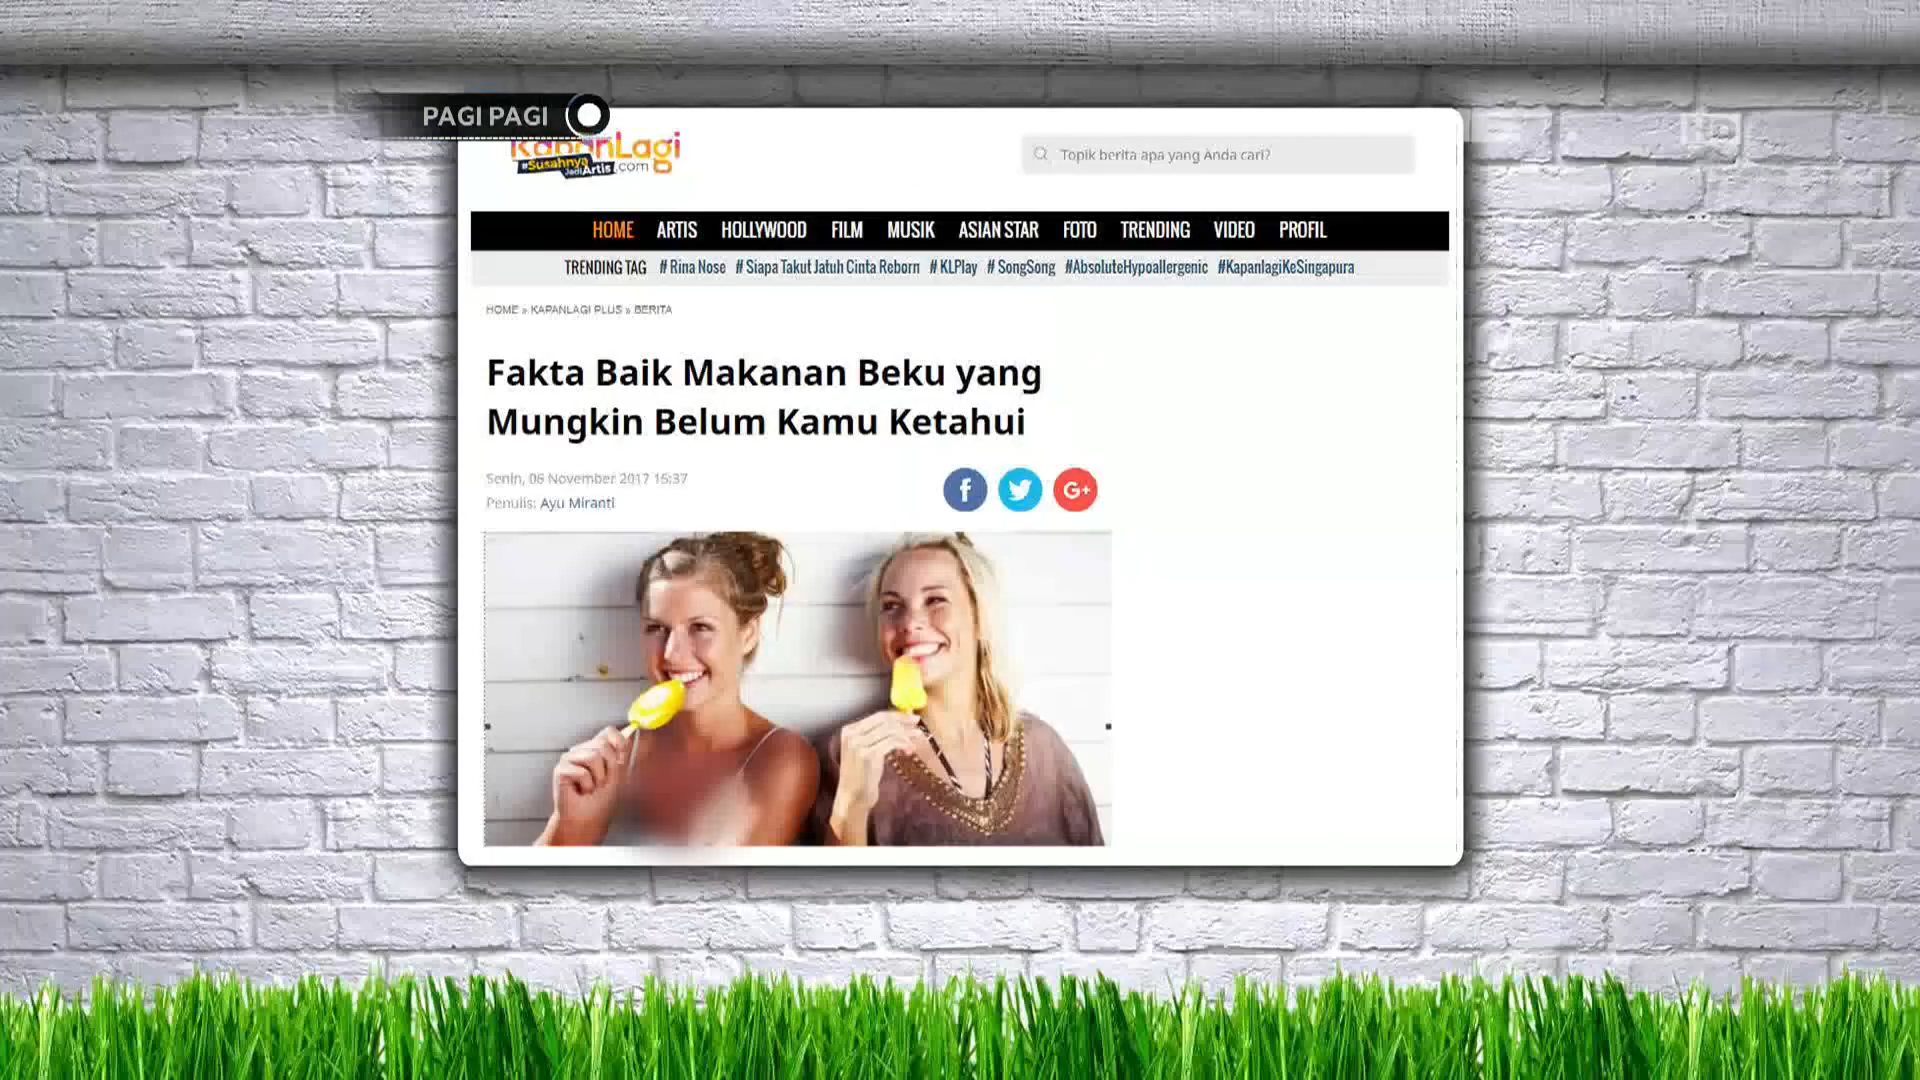 PAGI PAGI
KapanLagi
#Susahnya
JadiArtis .com
Topik berita apa yang Anda cari?
HOME ARTIS HOLLYWOOD FILM MUSIK ASIAN STAR FOTO TRENDING VIDEO PROFIL
TRENDING TAG # Rina Nose # Siapa Takut Jatuh Cinta Reborn # KLPlay # SongSong #AbsoluteHypoallergenic #KapanlagiKeSingapura
HOME » KAPANLAGI PLUS » BERITA
Fakta Baik Makanan Beku yang
Mungkin Belum Kamu Ketahui
Senin, 06 November 2017 15:37
Penulis: Ayu Miranti
f
G+